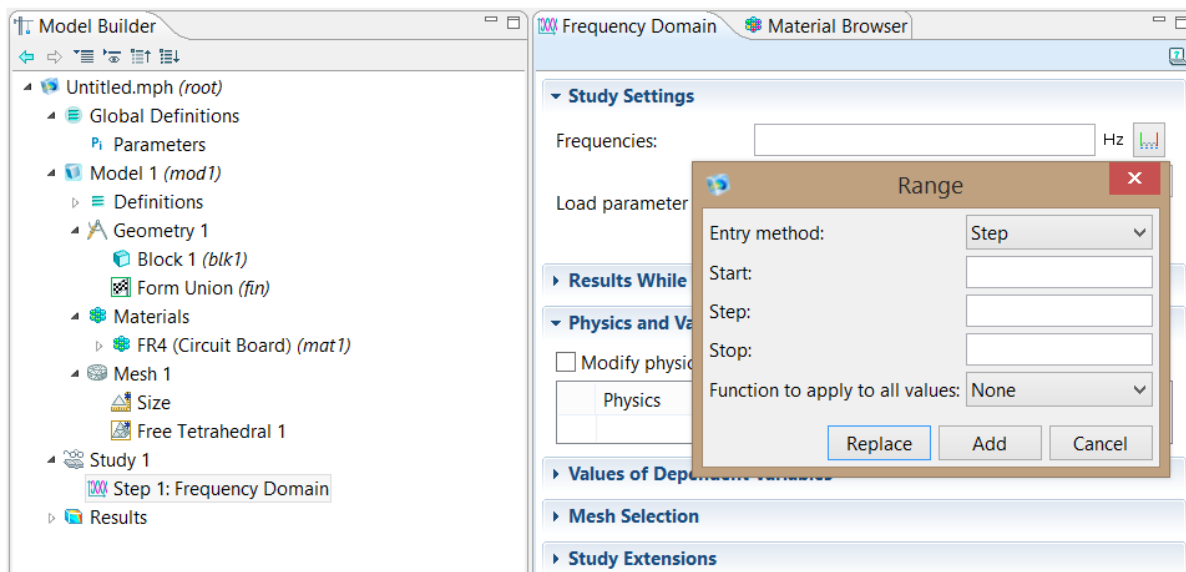 Model Builder
Untitled.mph (root)
Global Definitions
Pi Parameters
Model 1 (mod1)
Definitions
Geometry 1
Block 1 (blk1)
Form Union (fin)
Materials
FR4 (Circuit Board) (mat1)
Mesh 1
Size
Free Tetrahedral 1
Study 1
Step 1: Frequency Domain
Results
Frequency Domain
Material Browser
Study Settings
Frequencies:
Hz
Load parameter
Results While
Physics and Va
Modify physic
Physics
Values of Dependent Variables
Mesh Selection
Study Extensions
Range
Entry method:
Step
Start:
Step:
Stop:
Function to apply to all values:
None
Replace
Add
Cancel